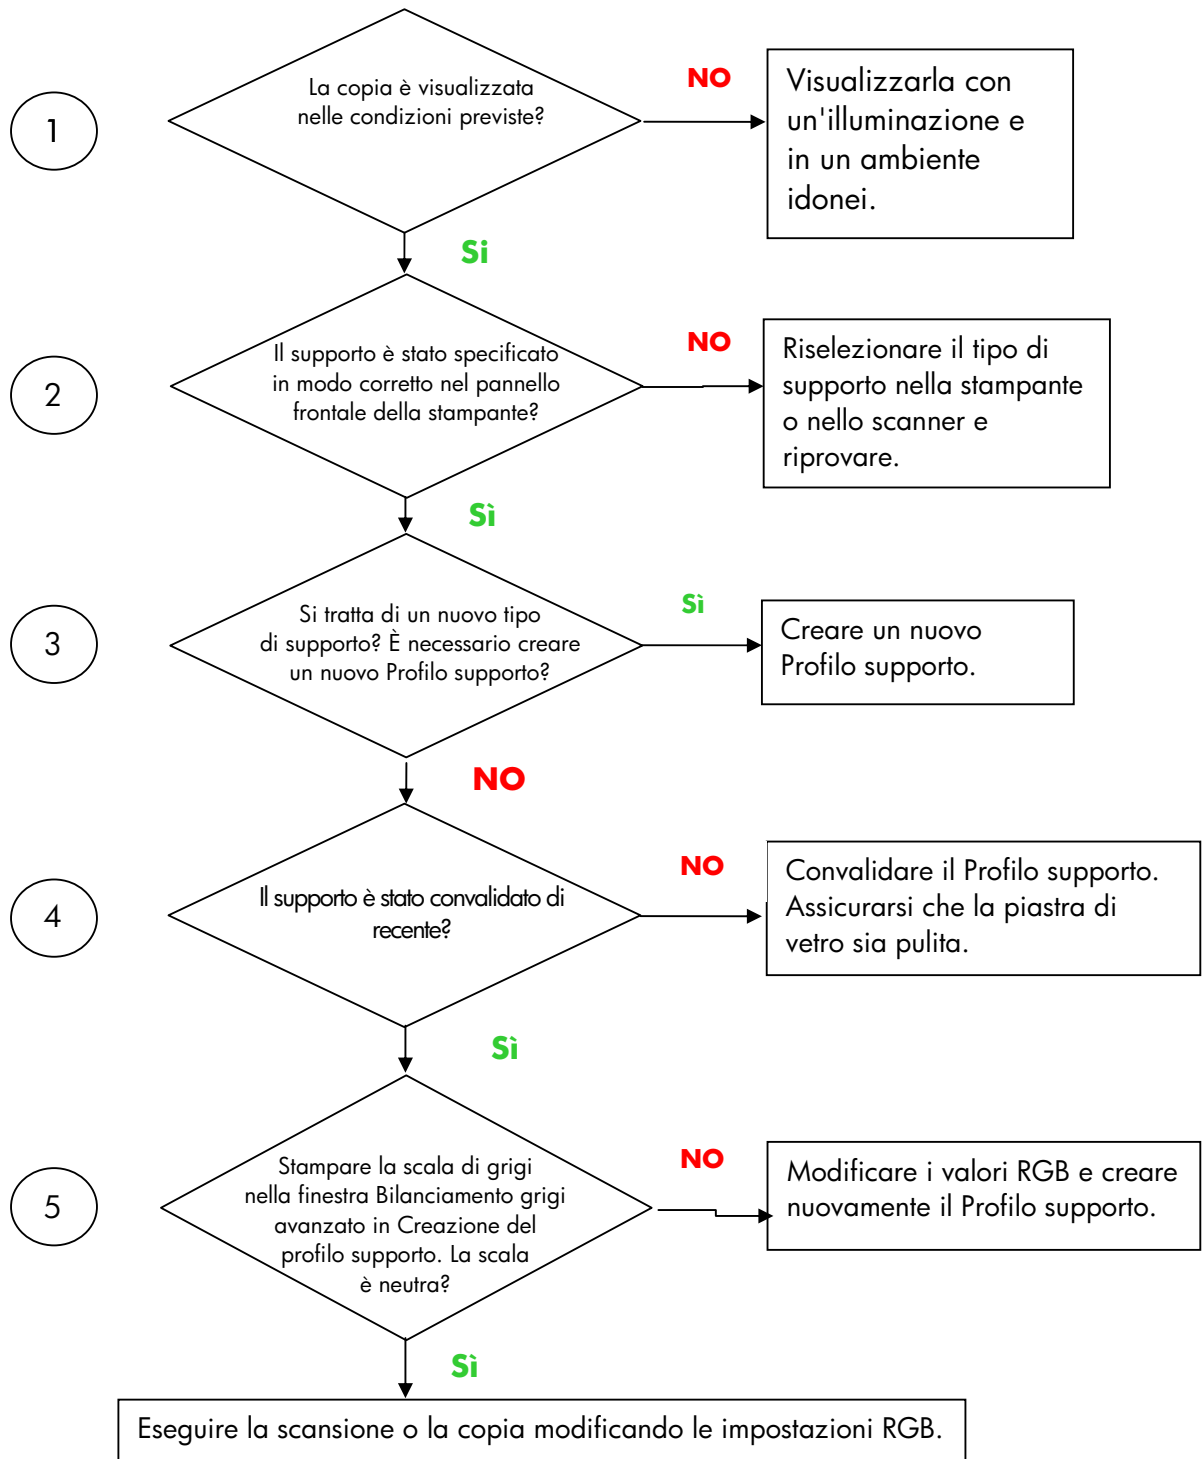 1
La copia è visualizzata
nelle condizioni previste?
NO
Visualizzarla con
un'illuminazione e
in un ambiente
idonei.
Si
2
Il supporto è stato specificato
in modo corretto nel pannello
frontale della stampante?
NO
Riselezionare il tipo di
supporto nella stampante
o nello scanner e
riprovare.
Sì
3
Si tratta di un nuovo tipo
di supporto? È necessario creare
un nuovo Profilo supporto?
Sì
Creare un nuovo
Profilo supporto.
NO
4
Il supporto è stato convalidato di
recente?
NO
Convalidare il Profilo supporto.
Assicurarsi che la piastra di
vetro sia pulita.
Sì
5
Stampare la scala di grigi
nella finestra Bilanciamento grigi
avanzato in Creazione del
profilo supporto. La scala
è neutra?
NO
Modificare i valori RGB e creare
nuovamente il Profilo supporto.
Sì
Eseguire la scansione o la copia modificando le impostazioni RGB.